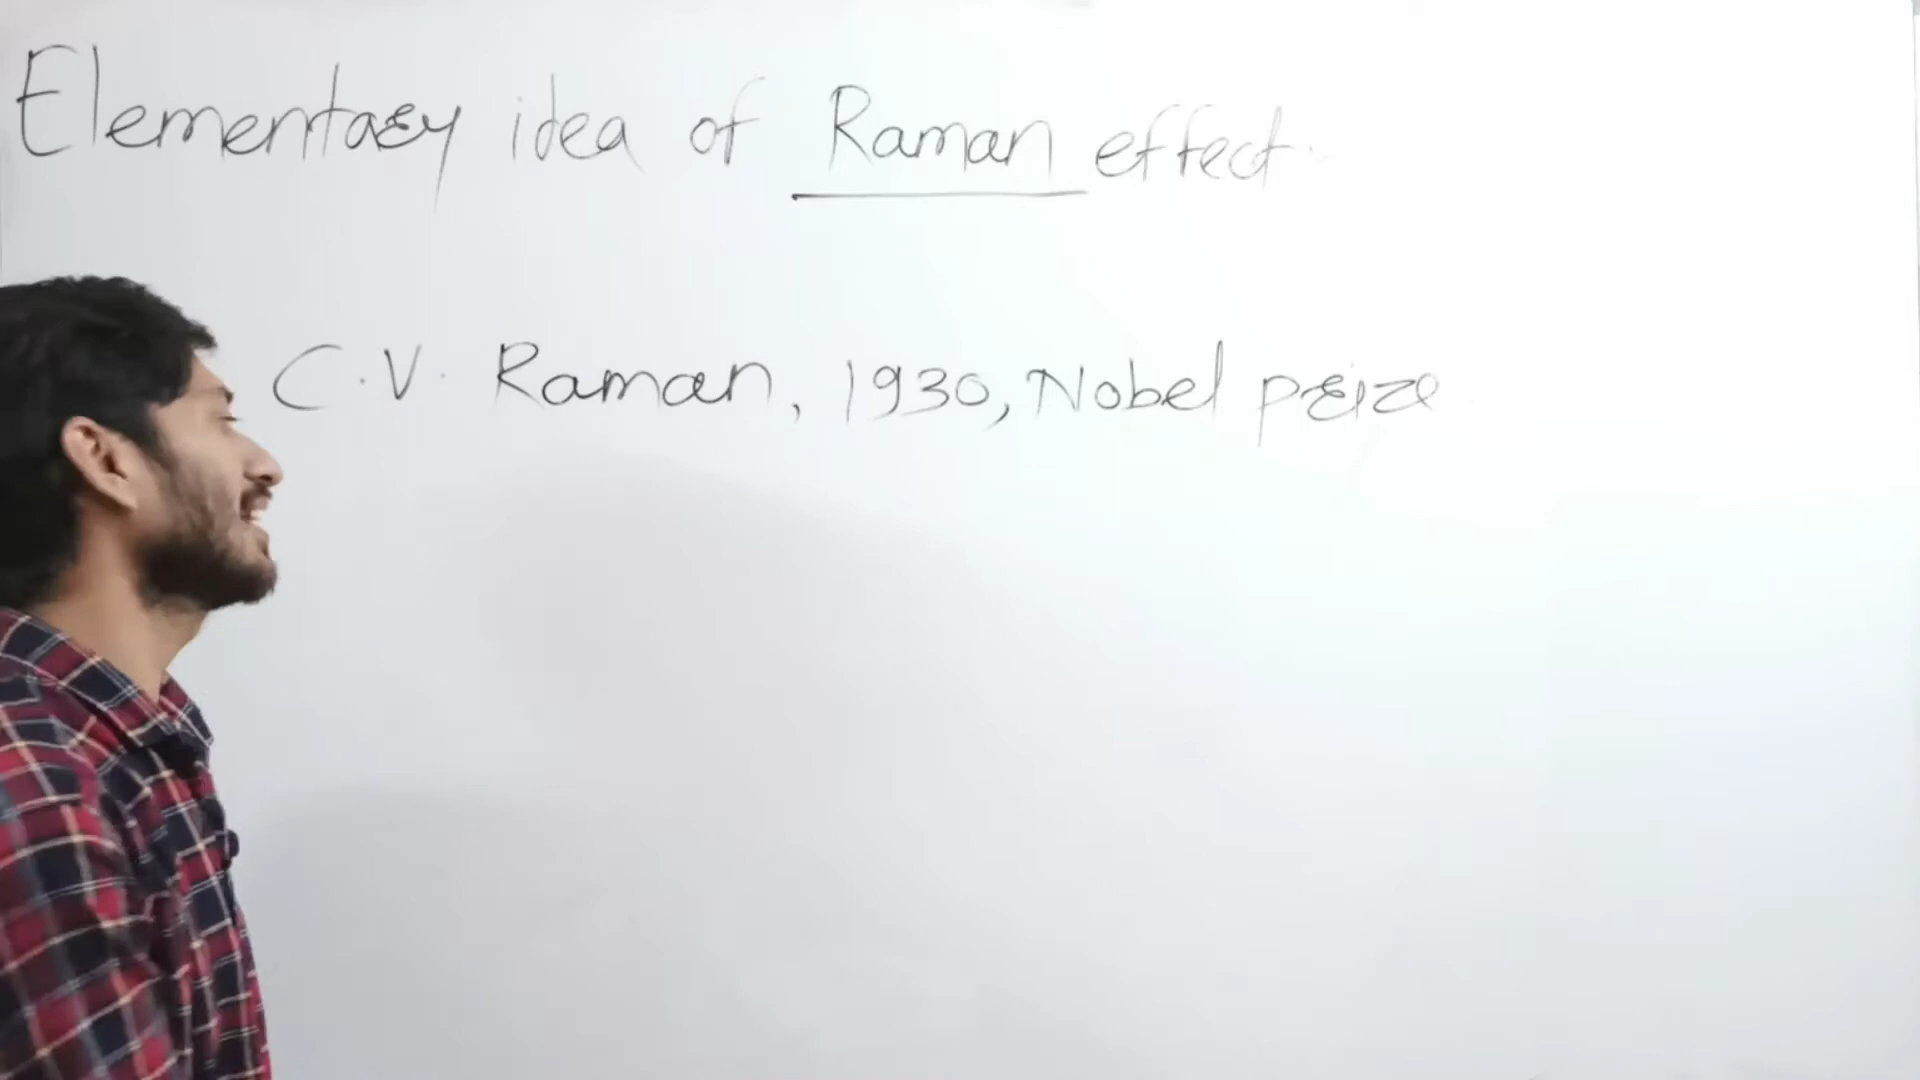 Elementary idea of Raman effect.
C.V. Raman, 1930, Nobel prize